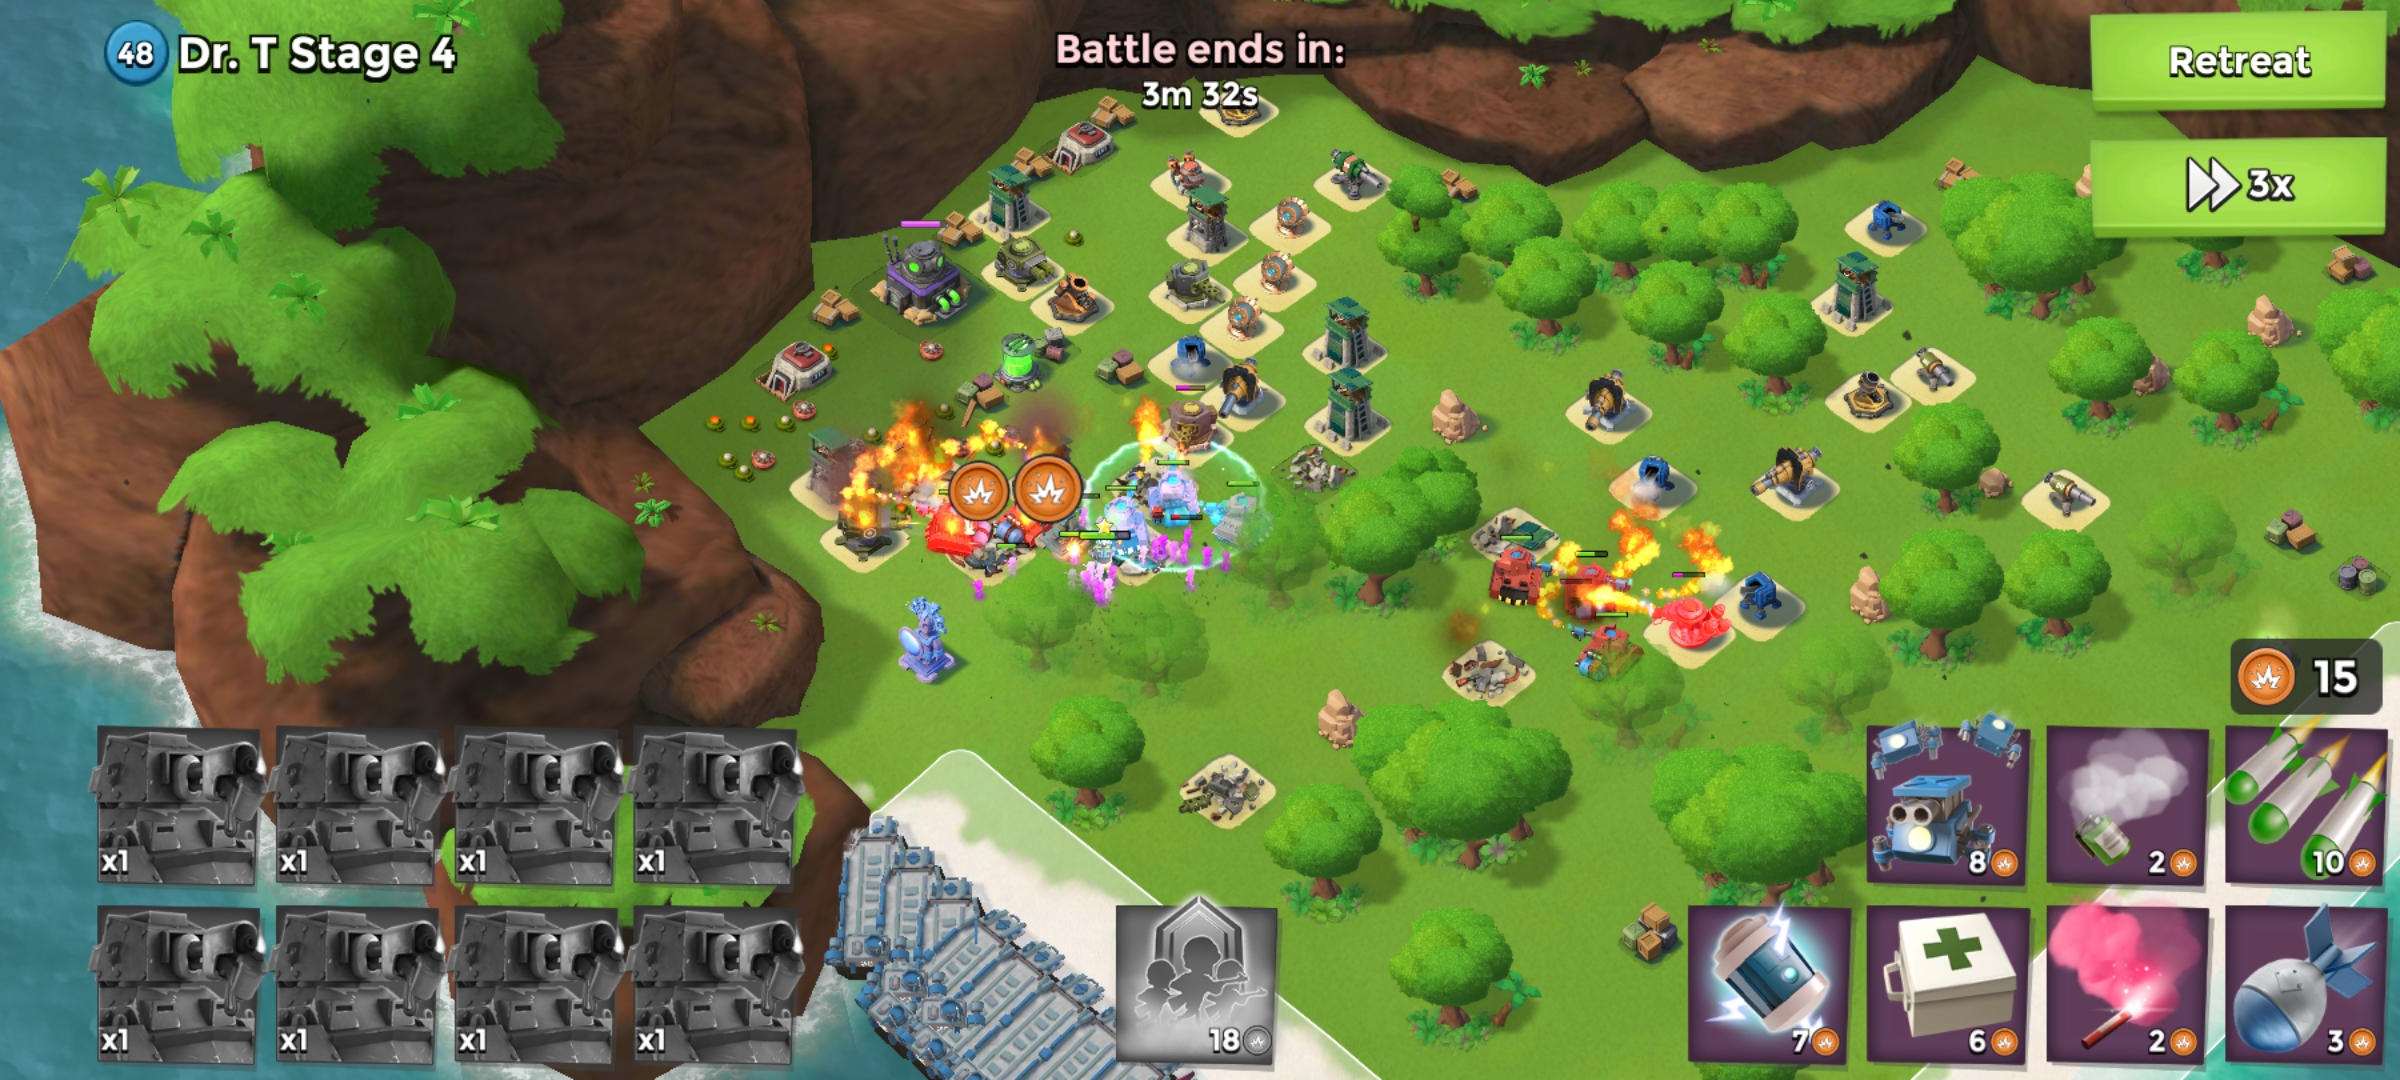 48 Dr. T Stage 4
Battle ends in:
3m 32s
Retreat
3x
15
8
2
10
x1
x1
x1
x1
x1
x1
x1
x1
18
7
6
2
3